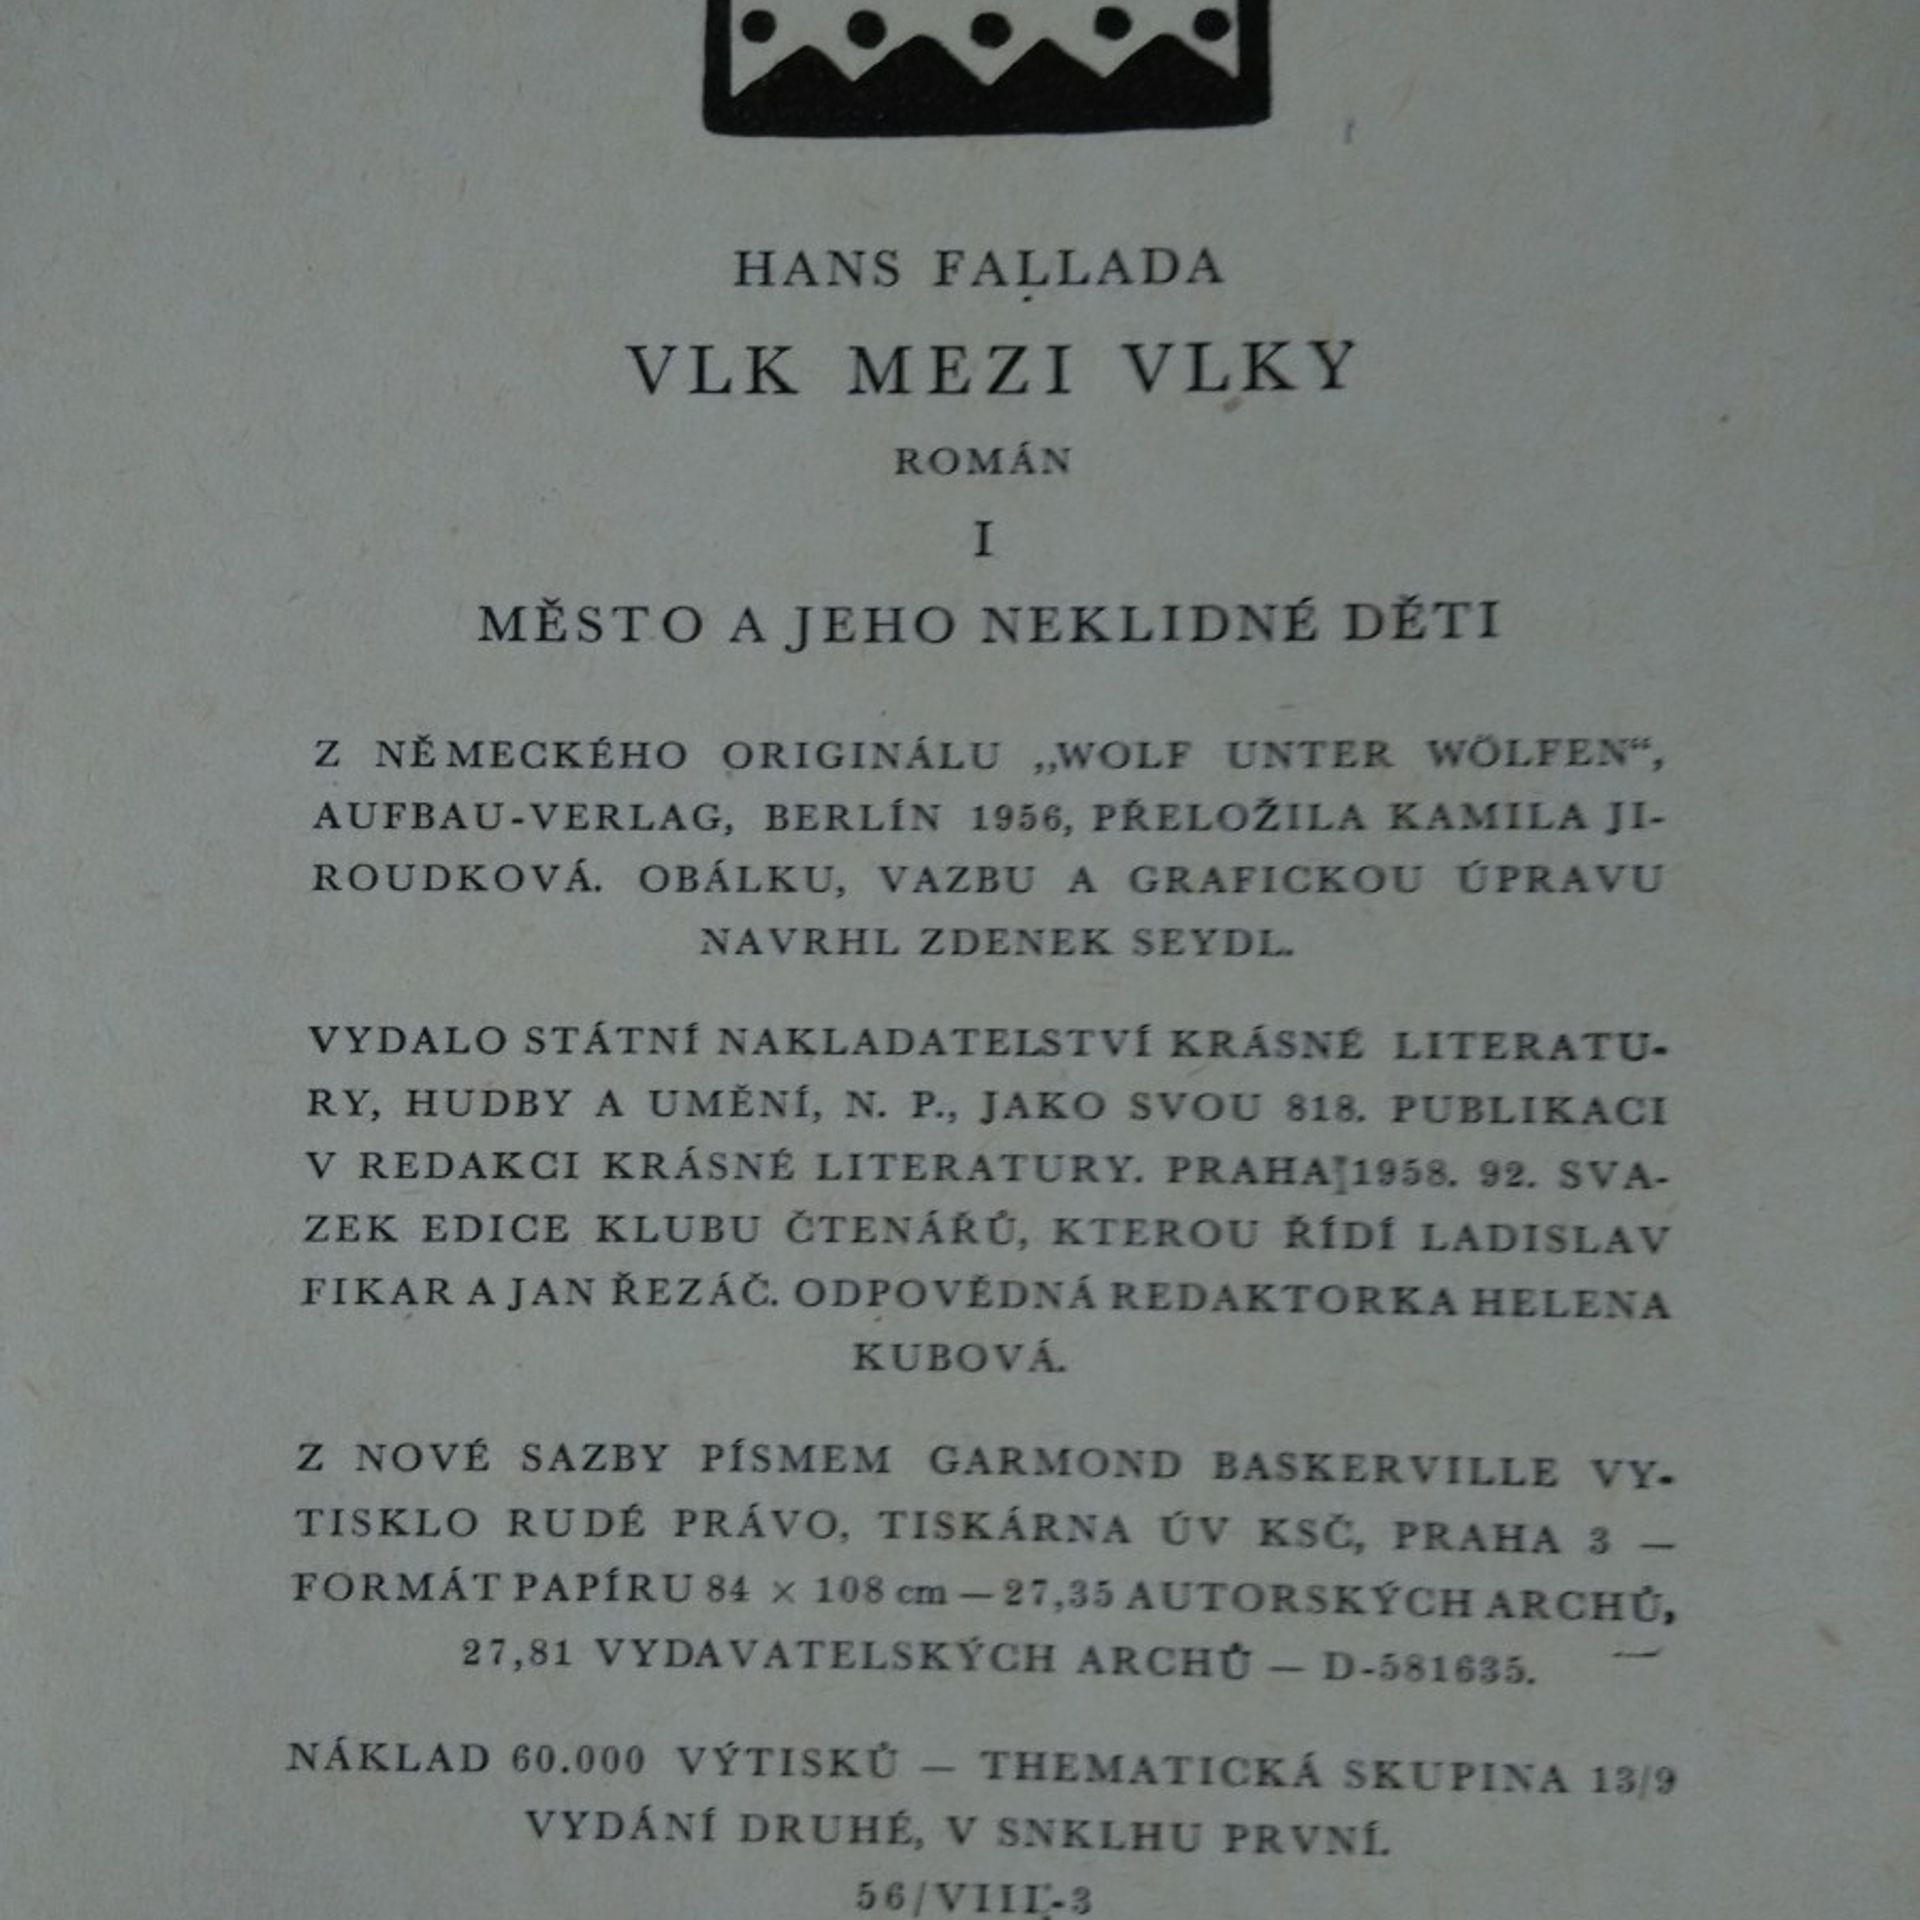 HANS FALLADA
VLK MEZI VLKY
ROMÁN
I
MĚSTO A JEHO NEKLIDNÉ DĚTI
Z NĚMECKÉHO ORIGINÁLU „WOLF UNTER WÖLFEN“,
AUFBAU-VERLAG, BERLÍN 1956, PŘELOŽILA KAMILA JI-
ROUDKOVÁ. OBÁLKU, VAZBU A GRAFICKOU ÚPRAVU
NAVRHL ZDENEK SEYDL.
VYDALO STÁTNÍ NAKLADATELSTVÍ KRÁSNÉ LITERATU-
RY, HUDBY A UMĚNÍ, N. P., JAKO SVOU 818. PUBLIKACI
V REDAKCI KRÁSNÉ LITERATURY. PRAHA 1958. 92. SVA-
ZEK EDICE KLUBU ČTENÁŘŮ, KTEROU ŘÍDÍ LADISLAV
FIKAR A JAN ŘEZÁČ. ODPOVĚDNÁ REDAKTORKA HELENA
KUBOVÁ.
Z NOVÉ SAZBY PÍSMEM GARMOND BASKERVILLE VY-
TISKLO RUDÉ PRÁVO, TISKÁRNA ÚV KSČ, PRAHA 3 —
FORMÁT PAPÍRU 84 × 108 cm — 27,35 AUTORSKÝCH ARCHŮ,
27,81 VYDAVATELSKÝCH ARCHŮ — D-581635.
NÁKLAD 60.000 VÝTISKŮ — THEMATICKÁ SKUPINA 13/9
VYDÁNÍ DRUHÉ, V SNKLHU PRVNÍ.
56/VIII-3